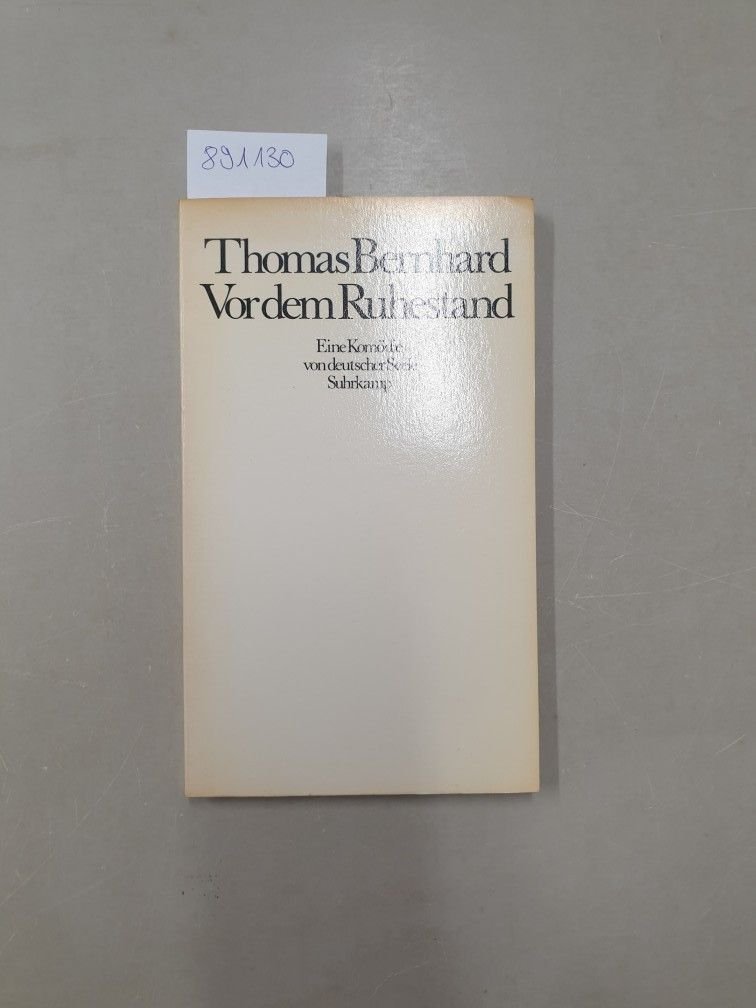 891130
Thomas Bernhard
Vor dem Ruhestand
Eine Komödie
von deutscher Seele
Suhrkamp